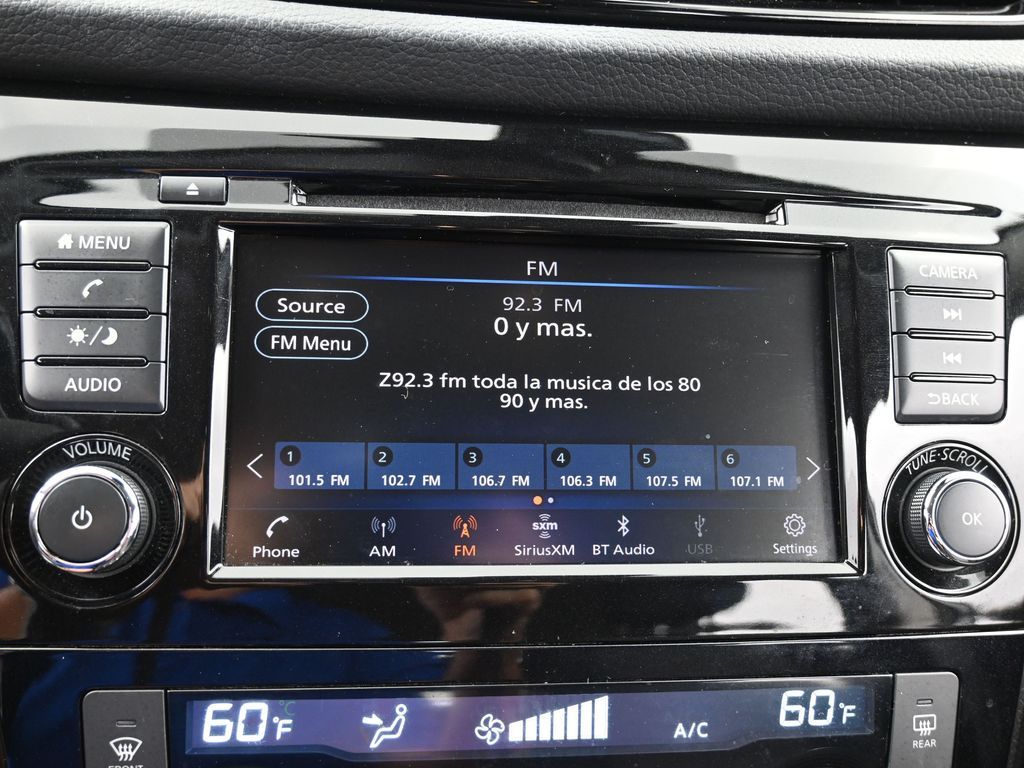 MENU
AUDIO
VOLUME
FM
Source
FM Menu
92.3 FM
0 y mas.
Z92.3 fm toda la musica de los 80
90 y mas.
1
101.5 FM
2
102.7 FM
3
106.7 FM
4
106.3 FM
5
107.5 FM
6
107.1 FM
Phone
AM
FM
sxm
SiriusXM
BT Audio
USB
Settings
CAMERA
BACK
TUNE·SCROLL
OK
60°F
°C
A/C
60°F
FRONT
REAR